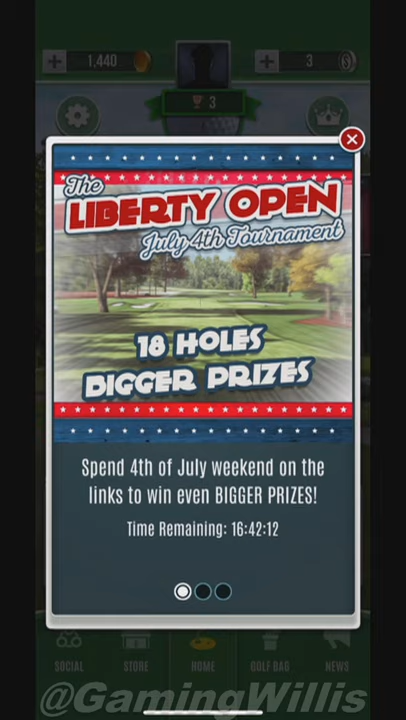 1,440
3
3
The
LIBERTY OPEN
July 4th Tournament
18 HOLES
BIGGER PRIZES
Spend 4th of July weekend on the
links to win even BIGGER PRIZES!
Time Remaining: 16:42:12
SOCIAL
STORE
HOME
GOLF BAG
NEWS
@GamingWillis